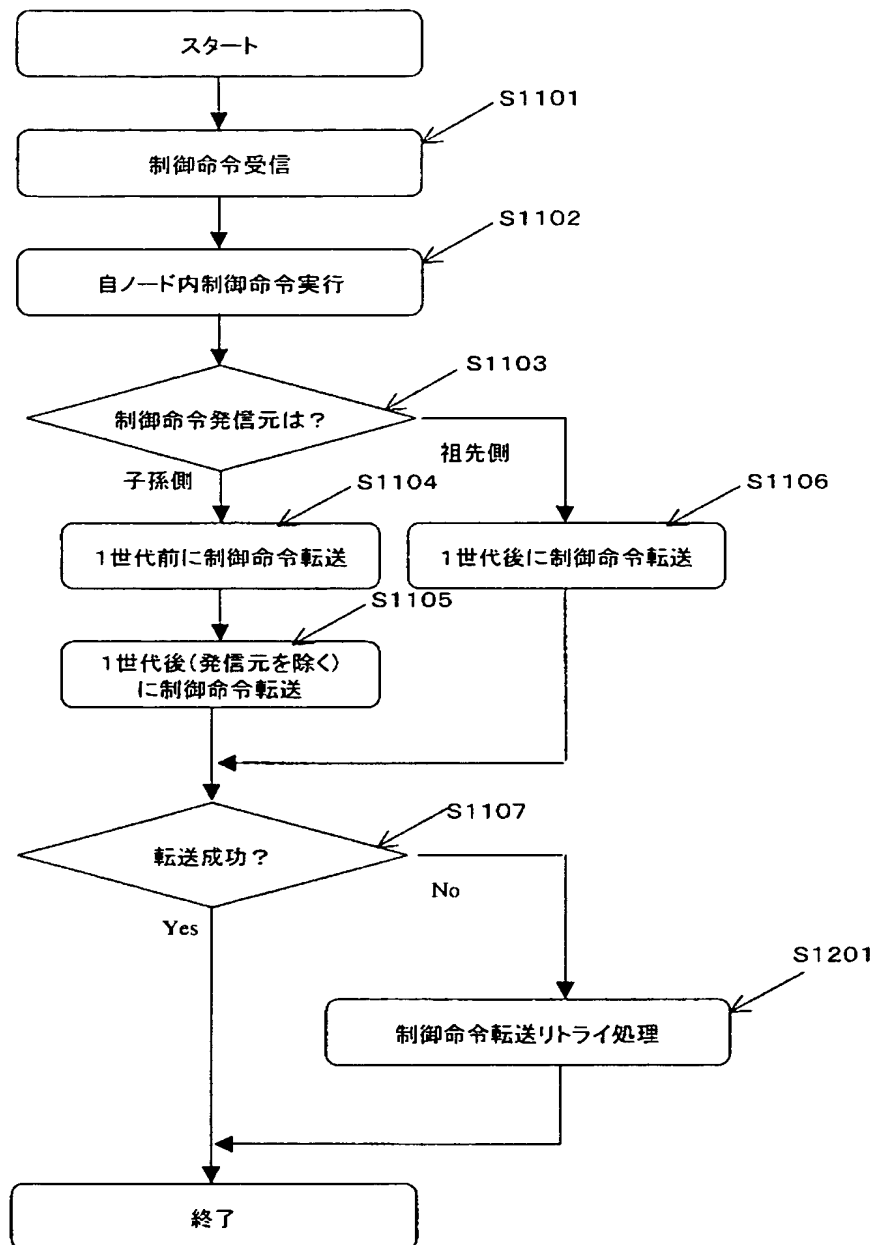 スタート
S1101
制御命令受信
S1102
自ノード内制御命令実行
S1103
制御命令発信元は?
祖先側
子孫側
S1104
S1106
1世代前に制御命令転送
1世代後に制御命令転送
S1105
1世代後(発信元を除く)
に制御命令転送
S1107
転送成功?
No
Yes
S1201
制御命令転送リトライ処理
終了